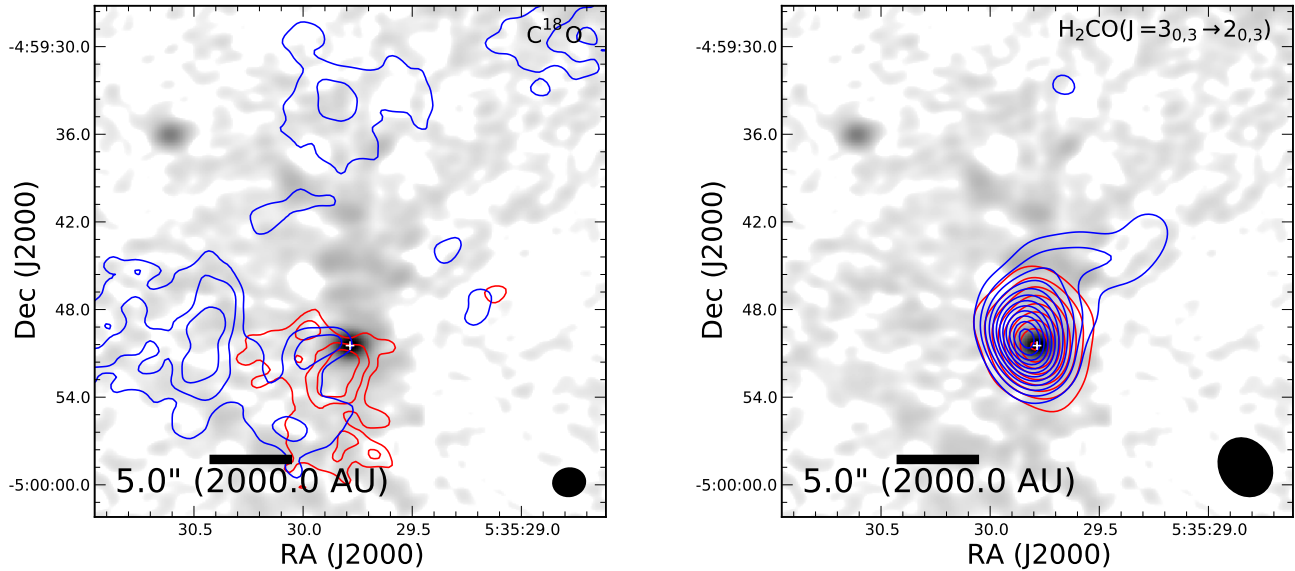 C¹⁸O
-4:59:30.0
36.0
42.0
48.0
54.0
-5:00:00.0
Dec (J2000)
5.0" (2000.0 AU)
30.5
30.0
29.5
5:35:29.0
RA (J2000)
H₂CO(J=3₀,₃→2₀,₃)
-4:59:30.0
36.0
42.0
48.0
54.0
-5:00:00.0
Dec (J2000)
5.0" (2000.0 AU)
30.5
30.0
29.5
5:35:29.0
RA (J2000)